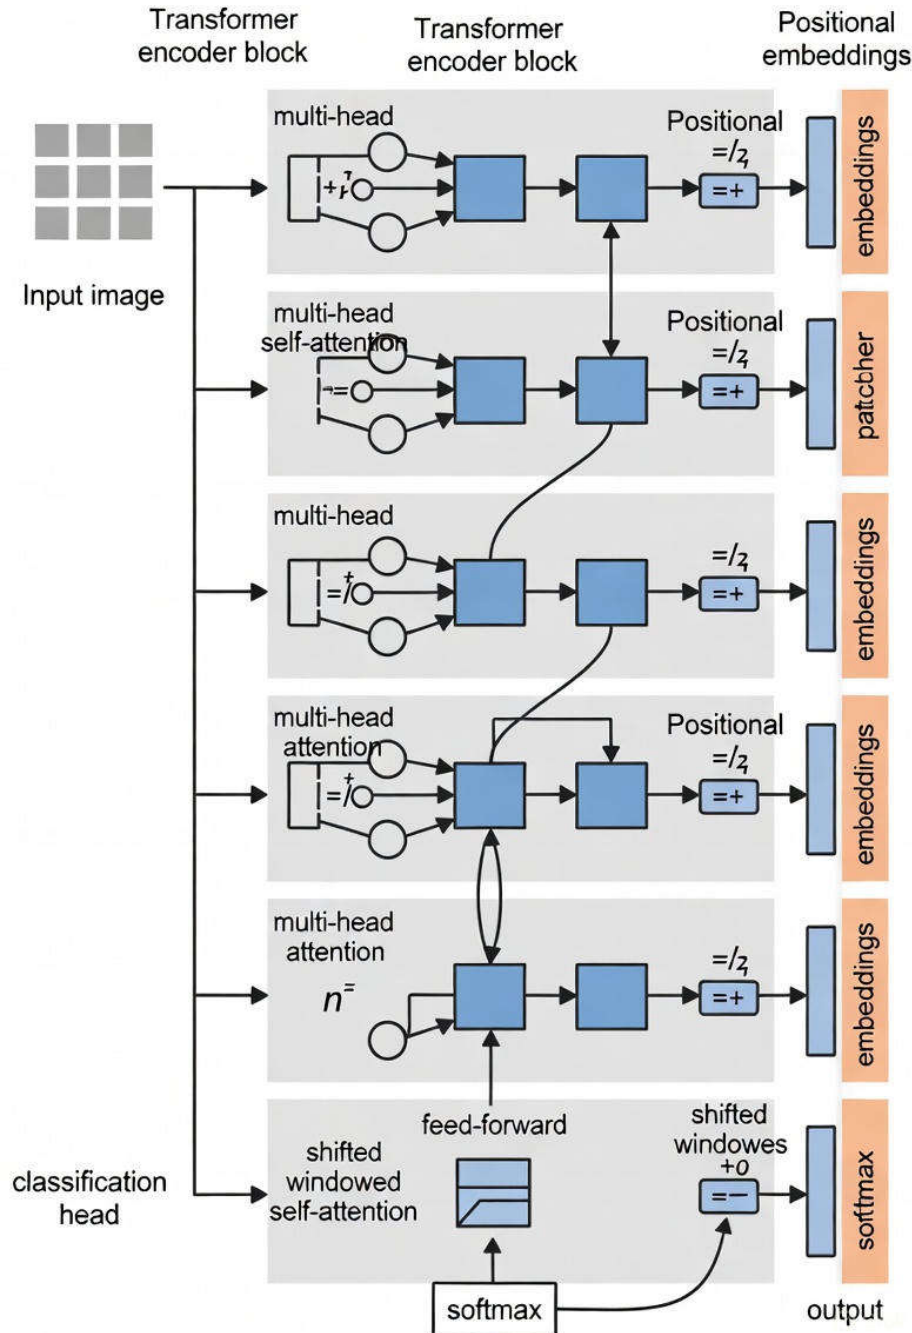 Transformer
encoder block
Transformer
encoder block
Positional
embeddings
Input image
multi-head
Positional
=+
embeddings
multi-head
self-attention
Positional
=+
multi-head
=+
embeddings
multi-head
attention
Positional
=+
embeddings
multi-head
attention
n=
=+
embeddings
feed-forward
shifted
windowed
self-attention
shifted
windowes
+o
=−
softmax
classification
head
softmax
output